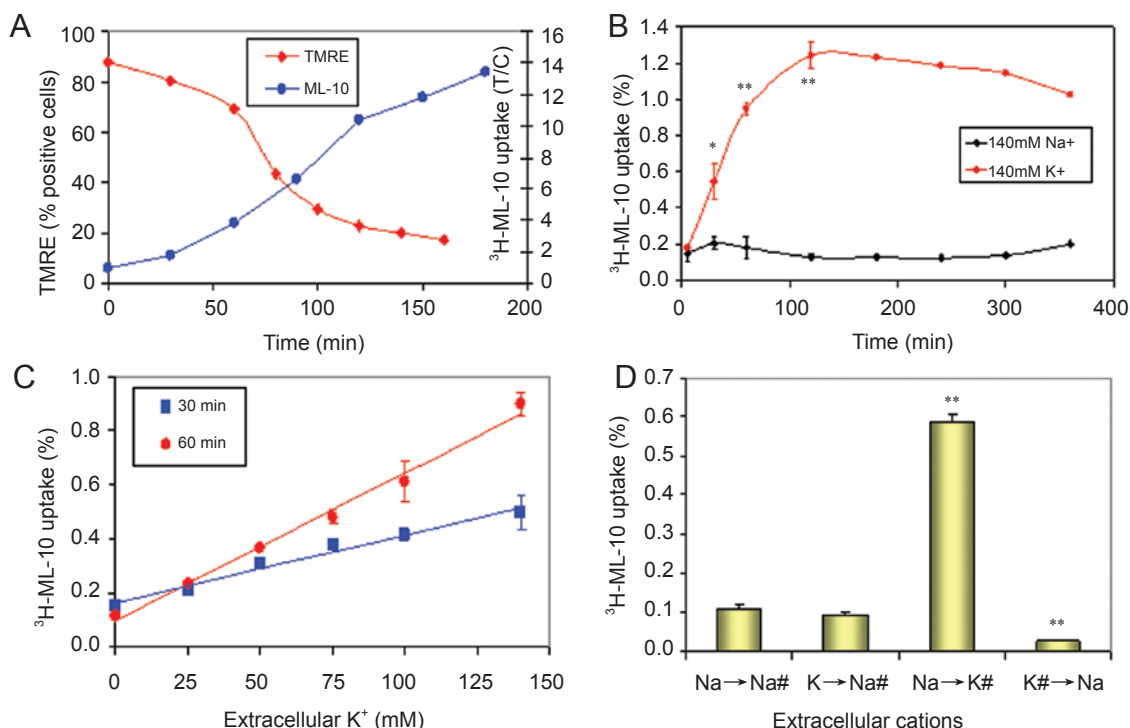 A
TMRE (% positive cells)
100
80
60
40
20
0
TMRE
ML-10
16
14
12
10
8
6
4
2
0
³H-ML-10 uptake (T/C)
0 50 100 150 200
Time (min)
B
³H-ML-10 uptake (%)
1.4
1.2
1.0
0.8
0.6
0.4
0.2
0.0
*
**
**
140mM Na+
140mM K+
0 100 200 300 400
Time (min)
C
³H-ML-10 uptake (%)
1.0
0.8
0.6
0.4
0.2
0.0
30 min
60 min
0 25 50 75 100 125 150
Extracellular K⁺ (mM)
D
³H-ML-10 uptake (%)
0.7
0.6
0.5
0.4
0.3
0.2
0.1
0.0
**
**
Na→Na# K→Na# Na→K# K#→Na
Extracellular cations